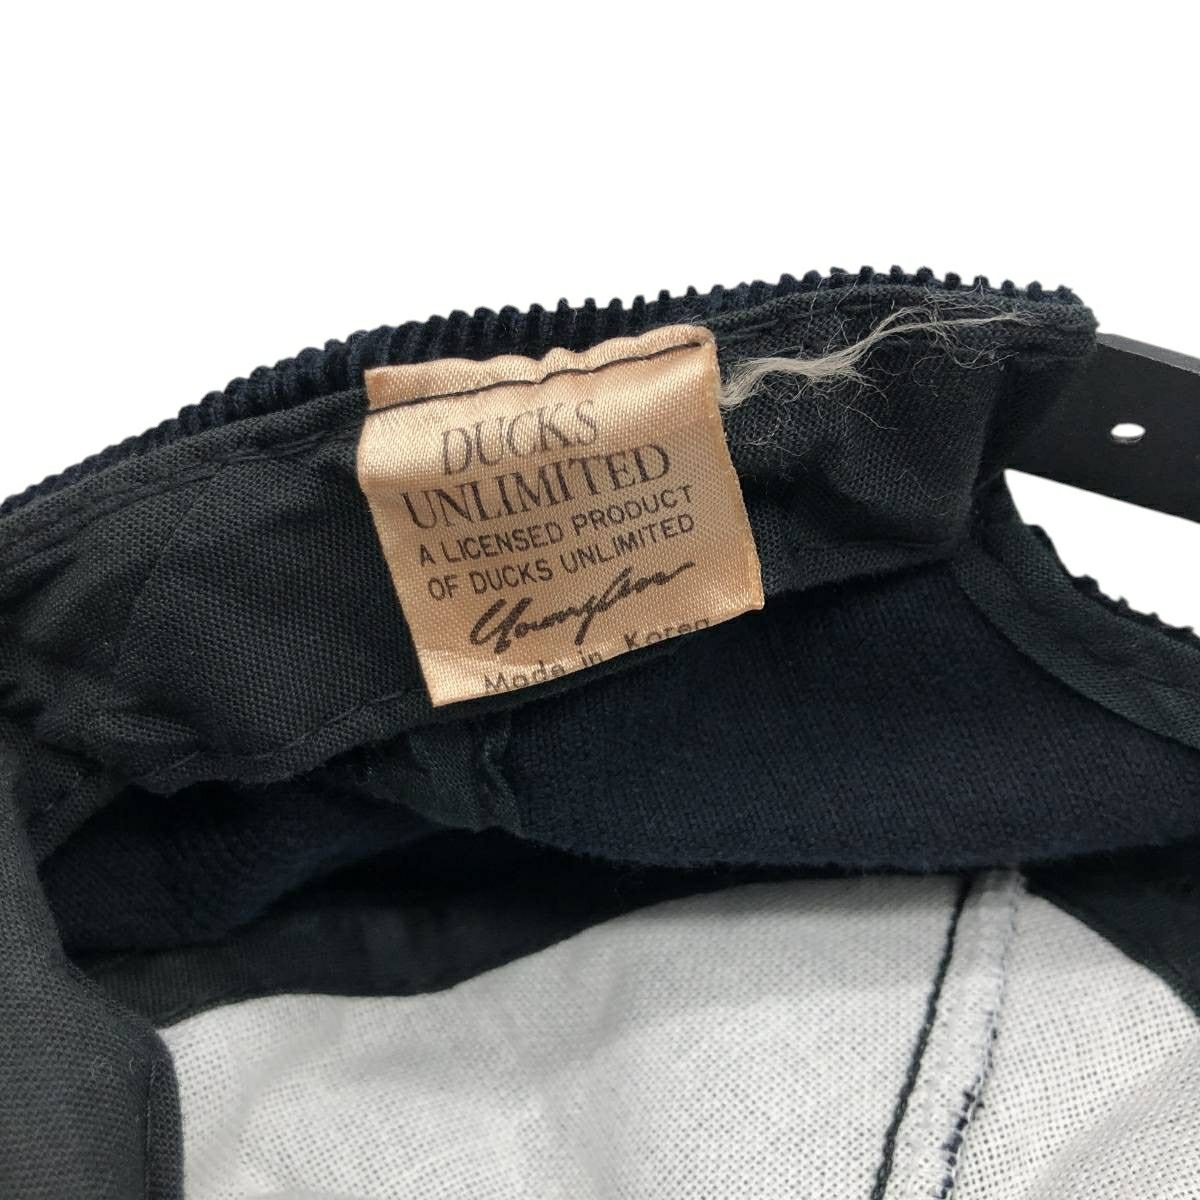 DUCKS
UNLIMITED
A LICENSED PRODUCT
OF DUCKS UNLIMITED
YoungAn
Made in Korea